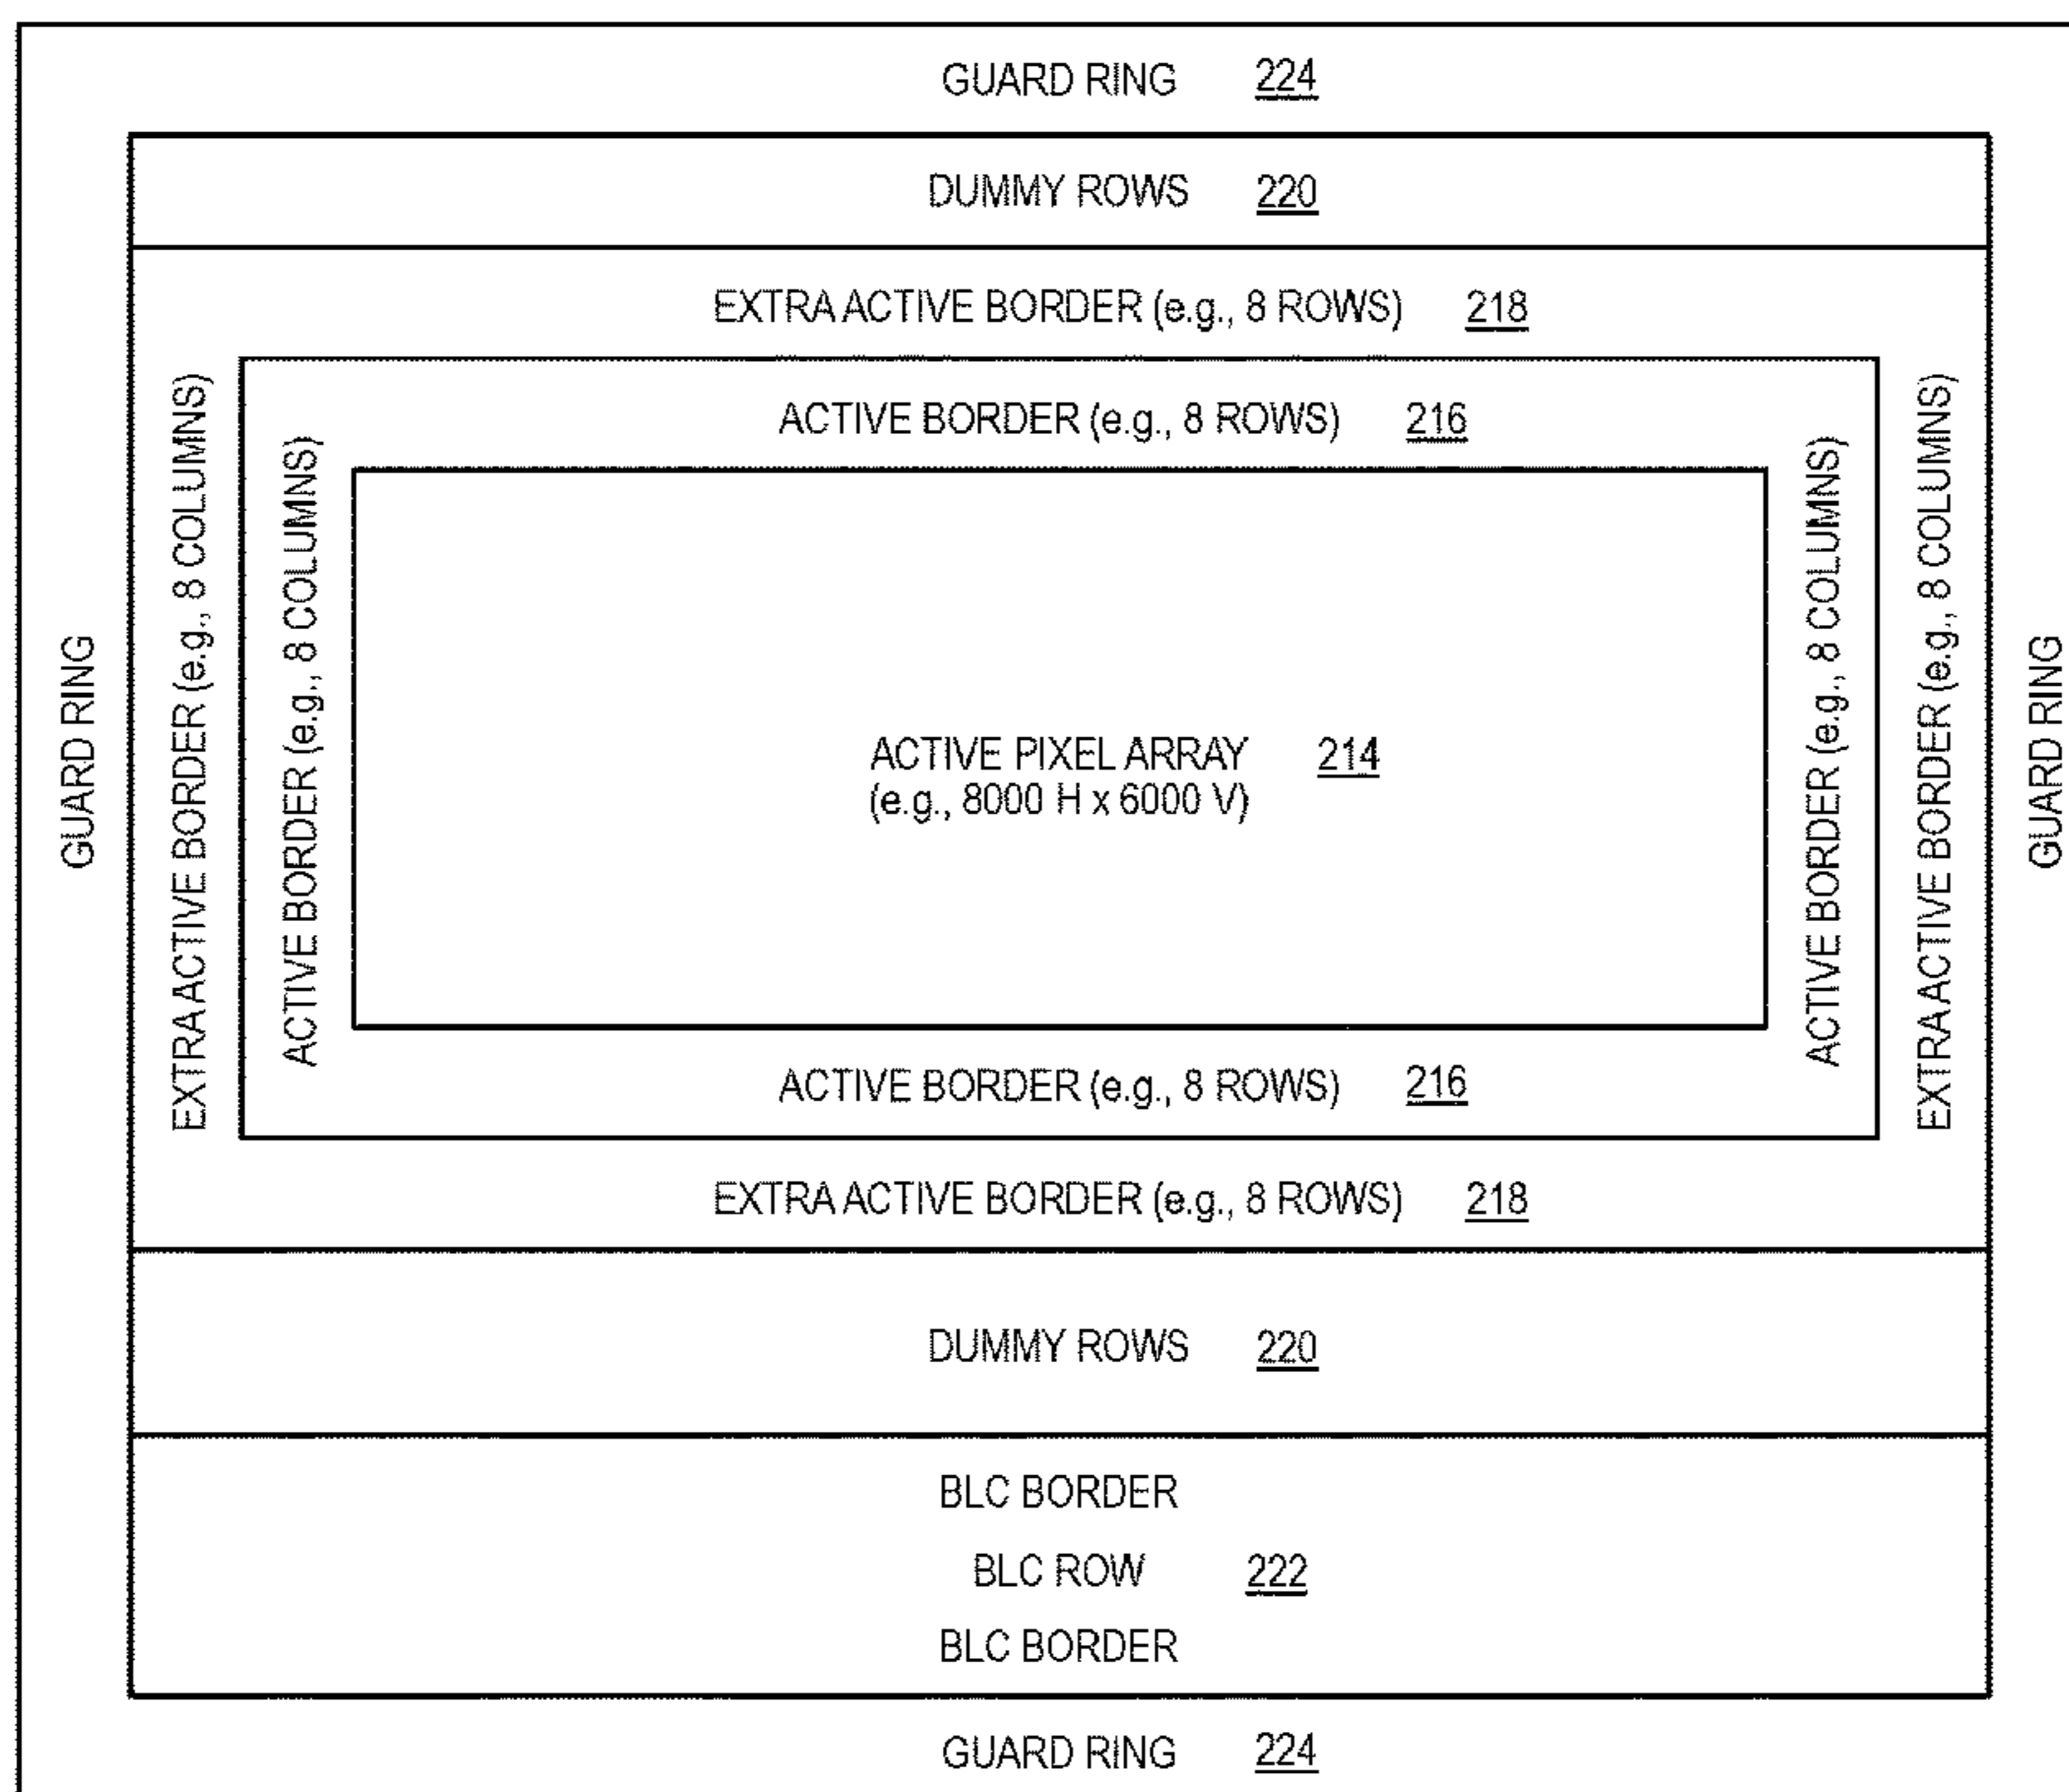 GUARD RING 224
DUMMY ROWS 220
EXTRA ACTIVE BORDER (e.g., 8 ROWS) 218
ACTIVE BORDER (e.g., 8 ROWS) 216
GUARD RING
EXTRA ACTIVE BORDER (e.g., 8 COLUMNS)
ACTIVE BORDER (e.g., 8 COLUMNS)
ACTIVE PIXEL ARRAY 214
(e.g., 8000 H x 6000 V)
ACTIVE BORDER (e.g., 8 COLUMNS)
EXTRA ACTIVE BORDER (e.g., 8 COLUMNS)
GUARD RING
ACTIVE BORDER (e.g., 8 ROWS) 216
EXTRA ACTIVE BORDER (e.g., 8 ROWS) 218
DUMMY ROWS 220
BLC BORDER
BLC ROW 222
BLC BORDER
GUARD RING 224